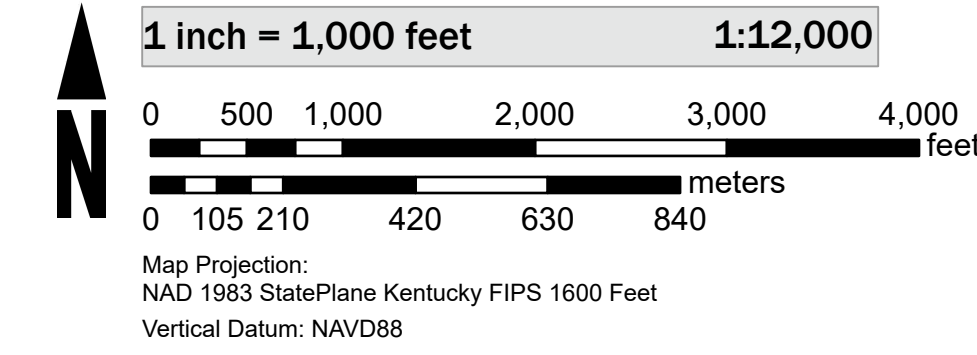 1 inch = 1,000 feet 1:12,000
0 500 1,000 2,000 3,000 4,000
feet
N
meters
0 105 210 420 630 840
Map Projection:
NAD 1983 StatePlane Kentucky FIPS 1600 Feet
Vertical Datum: NAVD88